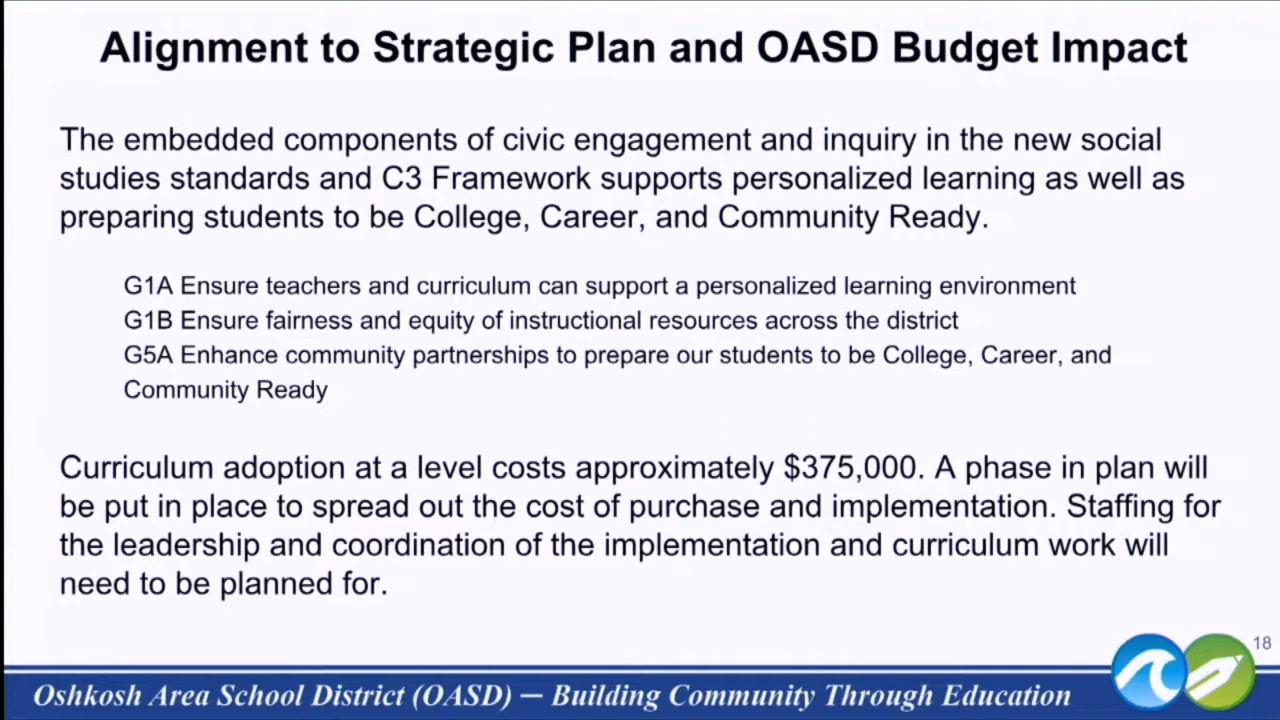 Alignment to Strategic Plan and OASD Budget Impact
The embedded components of civic engagement and inquiry in the new social
studies standards and C3 Framework supports personalized learning as well as
preparing students to be College, Career, and Community Ready.
G1A Ensure teachers and curriculum can support a personalized learning environment
G1B Ensure fairness and equity of instructional resources across the district
G5A Enhance community partnerships to prepare our students to be College, Career, and
Community Ready
Curriculum adoption at a level costs approximately $375,000. A phase in plan will
be put in place to spread out the cost of purchase and implementation. Staffing for
the leadership and coordination of the implementation and curriculum work will
need to be planned for.
18
Oshkosh Area School District (OASD) — Building Community Through Education